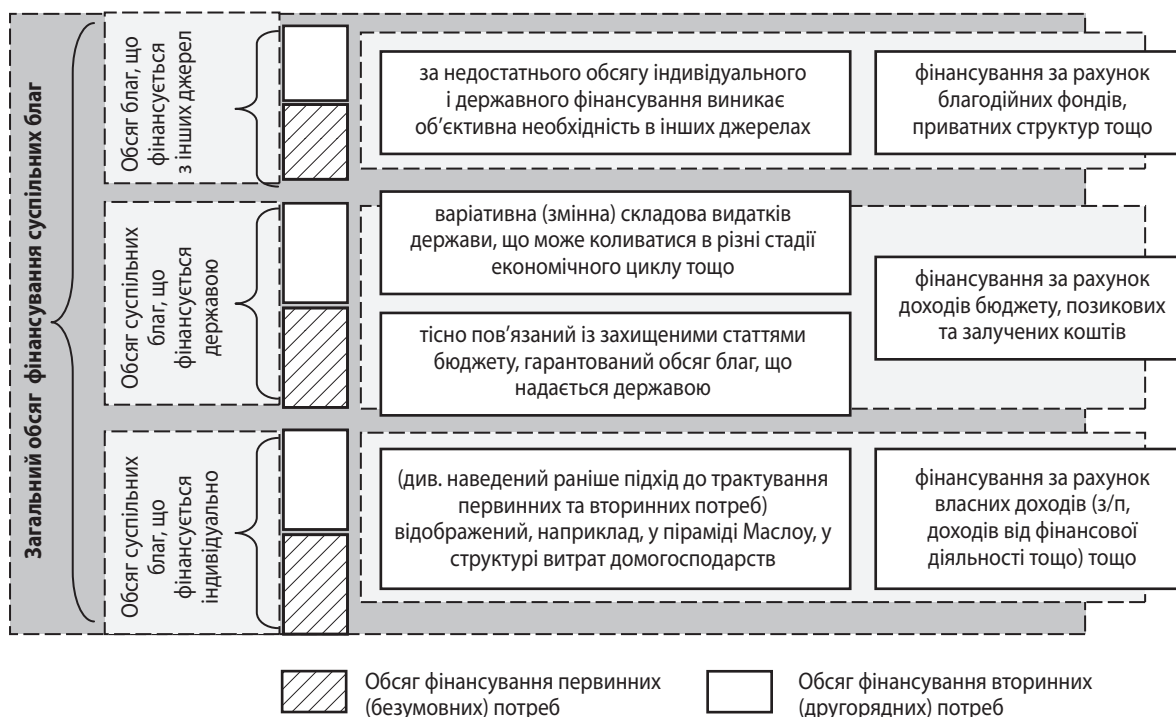 Загальний обсяг фінансування суспільних благ
Обсяг благ, що
фінансується
з інших джерел
за недостатнього обсягу індивідуального
і державного фінансування виникає
об’єктивна необхідність в інших джерелах
фінансування за рахунок
благодійних фондів,
приватних структур тощо
Обсяг суспільних
благ, що
фінансується
державою
варіативна (змінна) складова видатків
держави, що може коливатися в різні стадії
економічного циклу тощо
тісно пов’язаний із захищеними статтями
бюджету, гарантований обсяг благ, що
надається державою
фінансування за рахунок
доходів бюджету, позикових
та залучених коштів
Обсяг суспільних
благ, що
фінансується
індивідуально
(див. наведений раніше підхід до трактування
первинних та вторинних потреб)
відображений, наприклад, у піраміді Маслоу, у
структурі витрат домогосподарств
фінансування за рахунок
власних доходів (з/п,
доходів від фінансової
діяльності тощо) тощо
Обсяг фінансування первинних
(безумовних) потреб
Обсяг фінансування вторинних
(другорядних) потреб